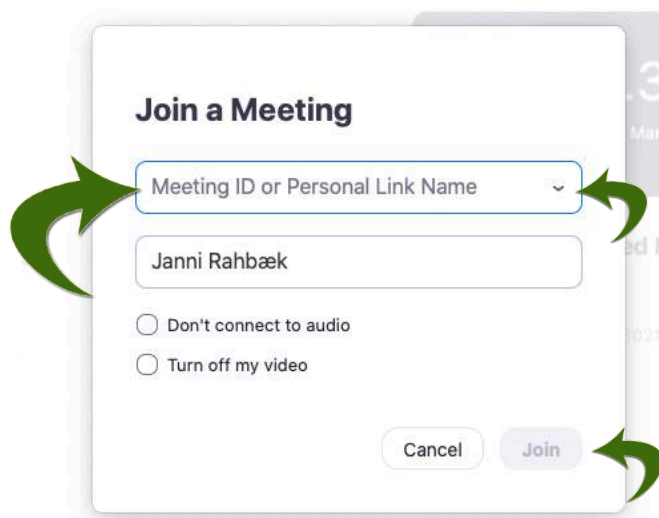 Join a Meeting
Mar
Meeting ID or Personal Link Name
Janni Rahbæk
Don't connect to audio
Turn off my video
Cancel
Join